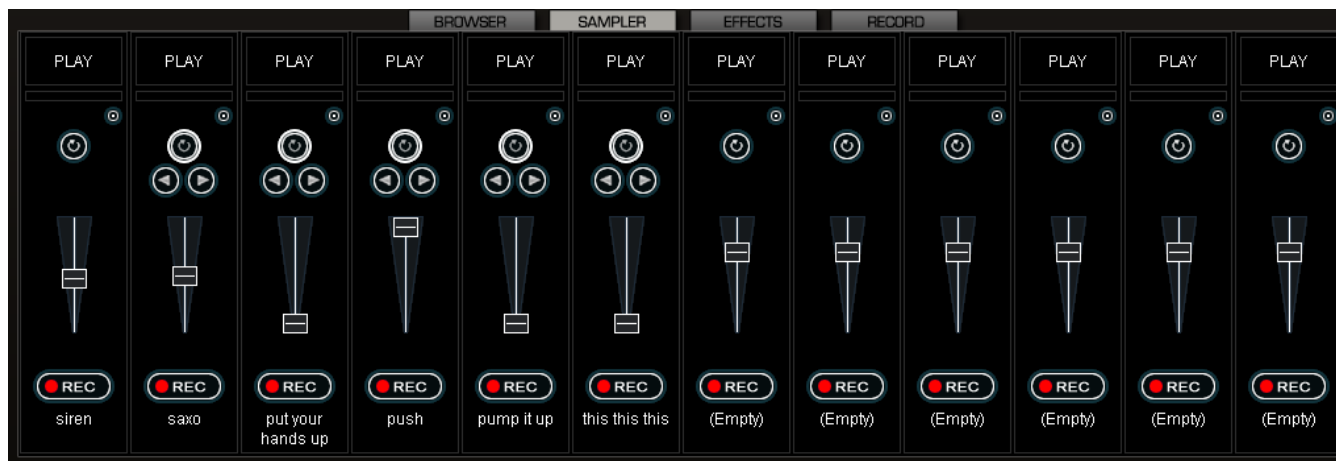 BROWSER SAMPLER EFFECTS RECORD
PLAY PLAY PLAY PLAY PLAY PLAY PLAY PLAY PLAY PLAY PLAY PLAY
REC REC REC REC REC REC REC REC REC REC REC REC
siren saxo put your push pump it up this this this (Empty) (Empty) (Empty) (Empty) (Empty) (Empty)
hands up